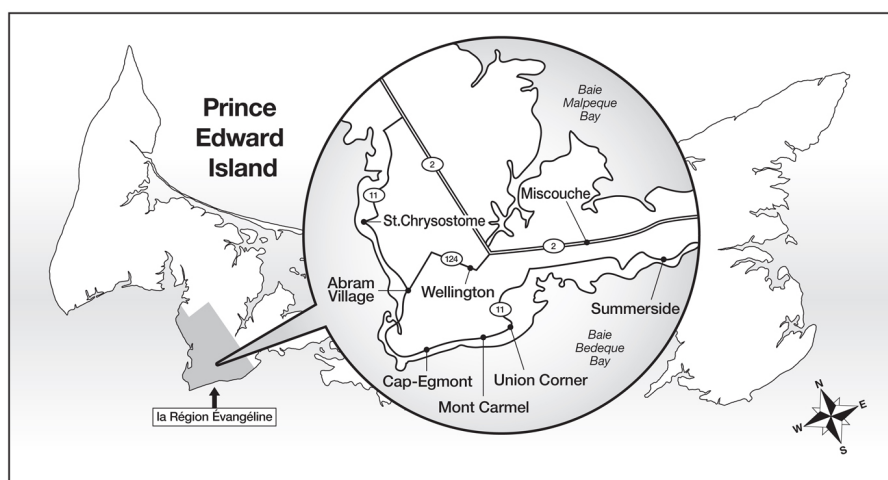 Prince
Edward
Island
Baie
Malpeque
Bay
2
Miscouche
11
St.Chrysostome
2
124
Abram
Village
Wellington
11
Summerside
Baie
Bedeque
Bay
Cap-Egmont
Union Corner
Mont Carmel
la Région Évangéline
N
E
W
S